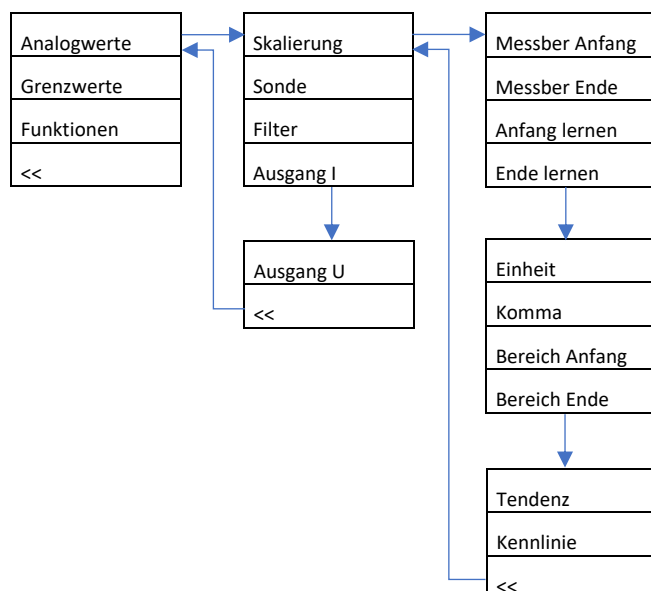 Analogwerte
Grenzwerte
Funktionen
<<
Skalierung
Sonde
Filter
Ausgang I
Ausgang U
<<
Messber Anfang
Messber Ende
Anfang lernen
Ende lernen
Einheit
Komma
Bereich Anfang
Bereich Ende
Tendenz
Kennlinie
<<